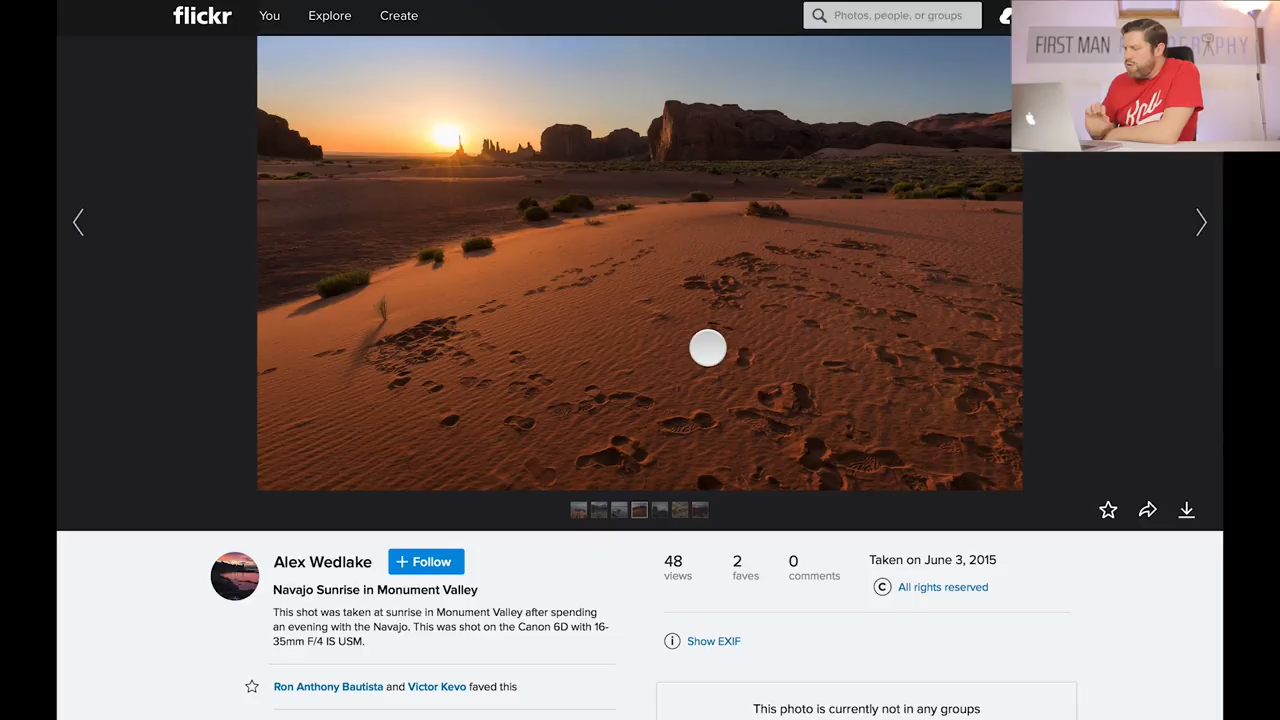 flickr
You
Explore
Create
Photos, people, or groups
FIRST MAN
Alex Wedlake
+ Follow
Navajo Sunrise in Monument Valley
This shot was taken at sunrise in Monument Valley after spending
an evening with the Navajo. This was shot on the Canon 6D with 16-
35mm F/4 IS USM.
Ron Anthony Bautista and Victor Kevo faved this
48
views
2
faves
0
comments
Taken on June 3, 2015
All rights reserved
Show EXIF
This photo is currently not in any groups